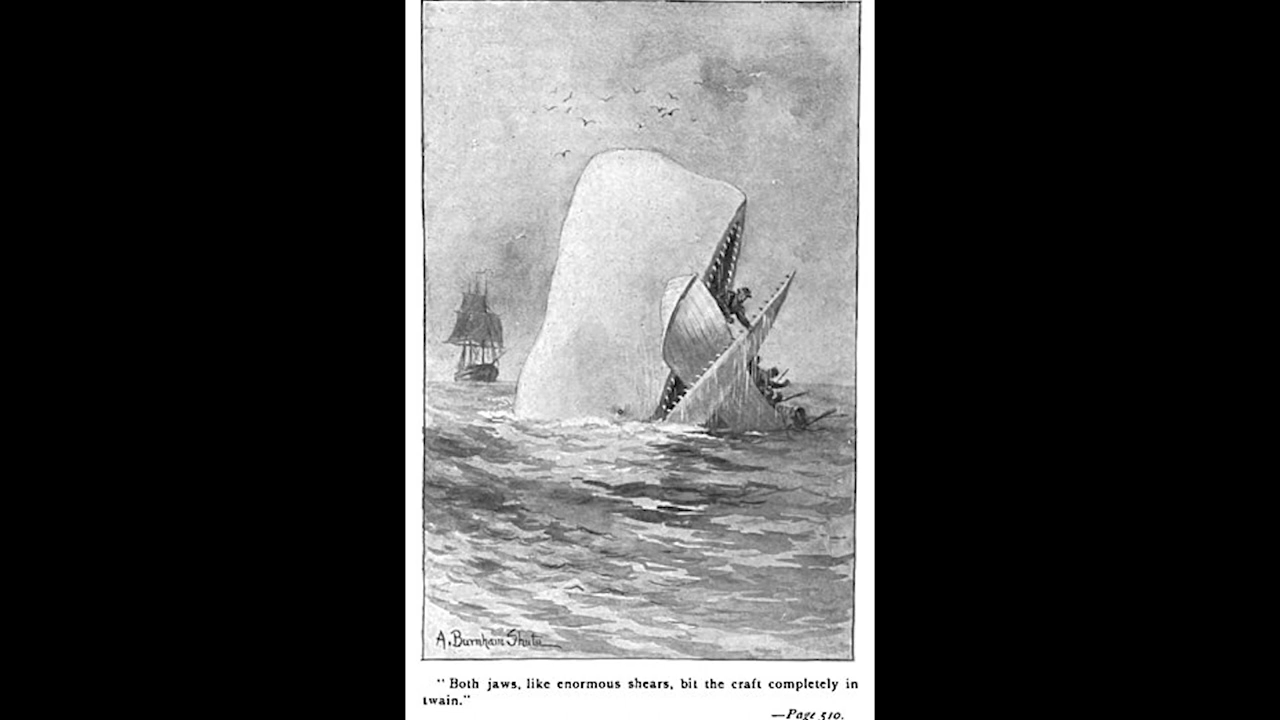 A. Burnham Shute
"Both jaws, like enormous shears, bit the craft completely in
twain."
—Page 510.